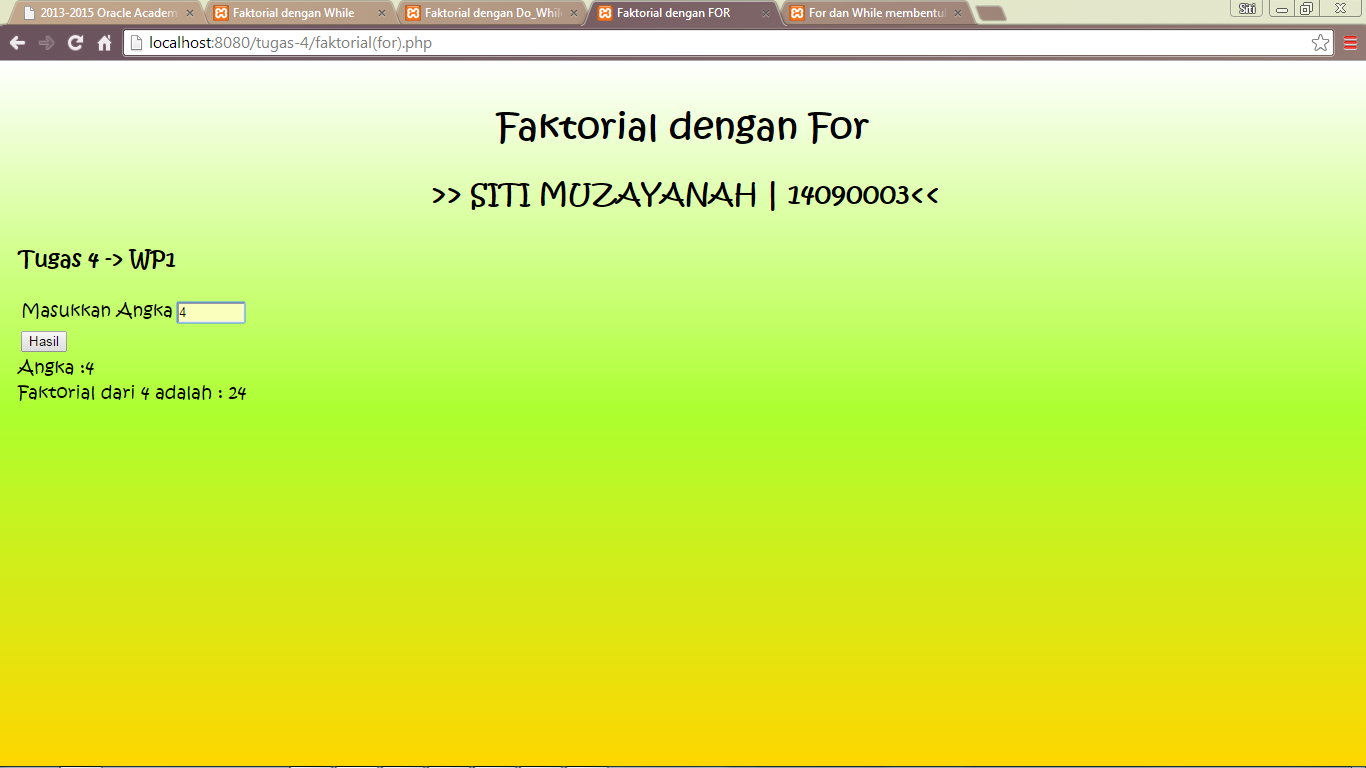 2013-2015 Oracle Academ
Faktorial dengan While
Faktorial dengan Do_Whil
Faktorial dengan FOR
For dan While membentuk
Siti
localhost:8080/tugas-4/faktorial(for).php
Faktorial dengan For
>> SITI MUZAYANAH | 14090003<<
Tugas 4 -> WP1
Masukkan Angka 4
Hasil
Angka :4
Faktorial dari 4 adalah : 24